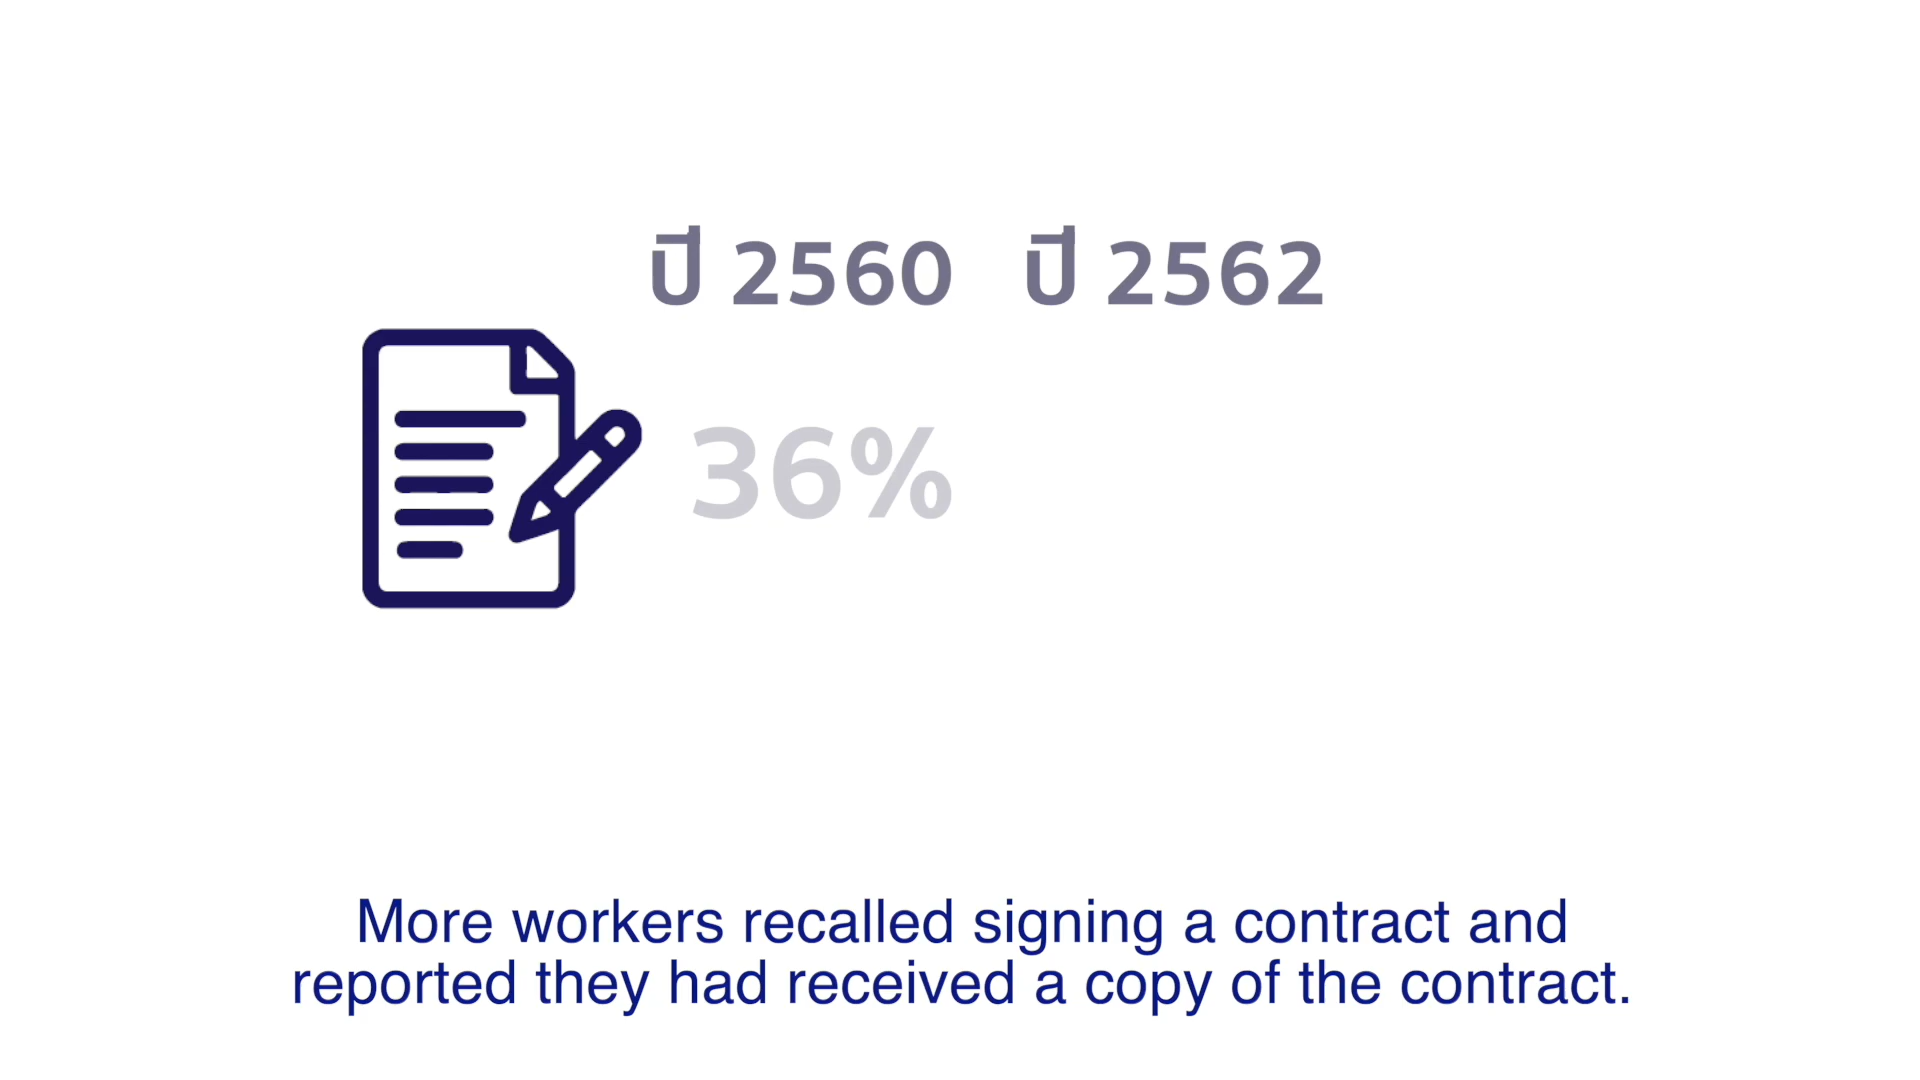 ปี 2560 ปี 2562
36%
More workers recalled signing a contract and
reported they had received a copy of the contract.